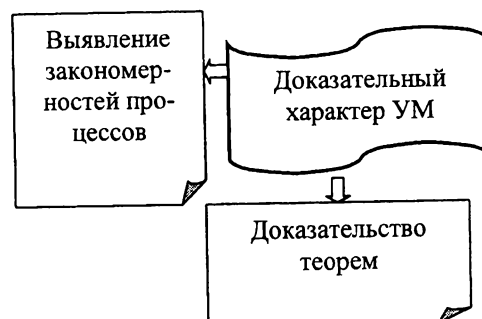 Выявление
закономер-
ностей про-
цессов
Доказательный
характер УМ
Доказательство
теорем